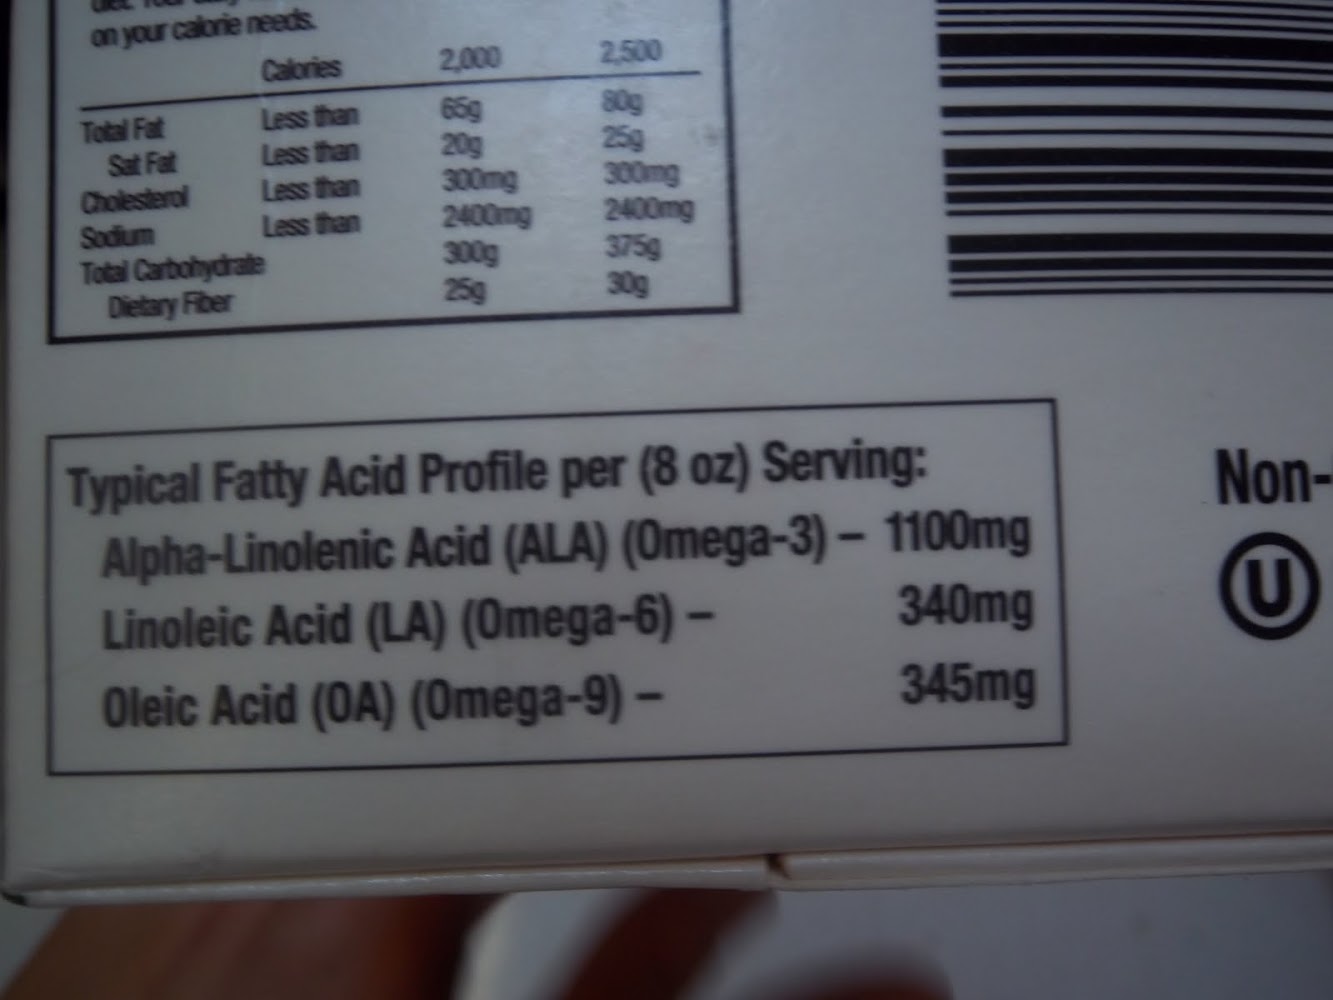 on your calorie needs.
Calories 2,000 2,500
Total Fat Less than 65g 80g
Sat Fat Less than 20g 25g
Cholesterol Less than 300mg 300mg
Sodium Less than 2400mg 2400mg
Total Carbohydrate 300g 375g
Dietary Fiber 25g 30g
Typical Fatty Acid Profile per (8 oz) Serving:
Alpha-Linolenic Acid (ALA) (Omega-3) – 1100mg
Linoleic Acid (LA) (Omega-6) – 340mg
Oleic Acid (OA) (Omega-9) – 345mg
Non-
U